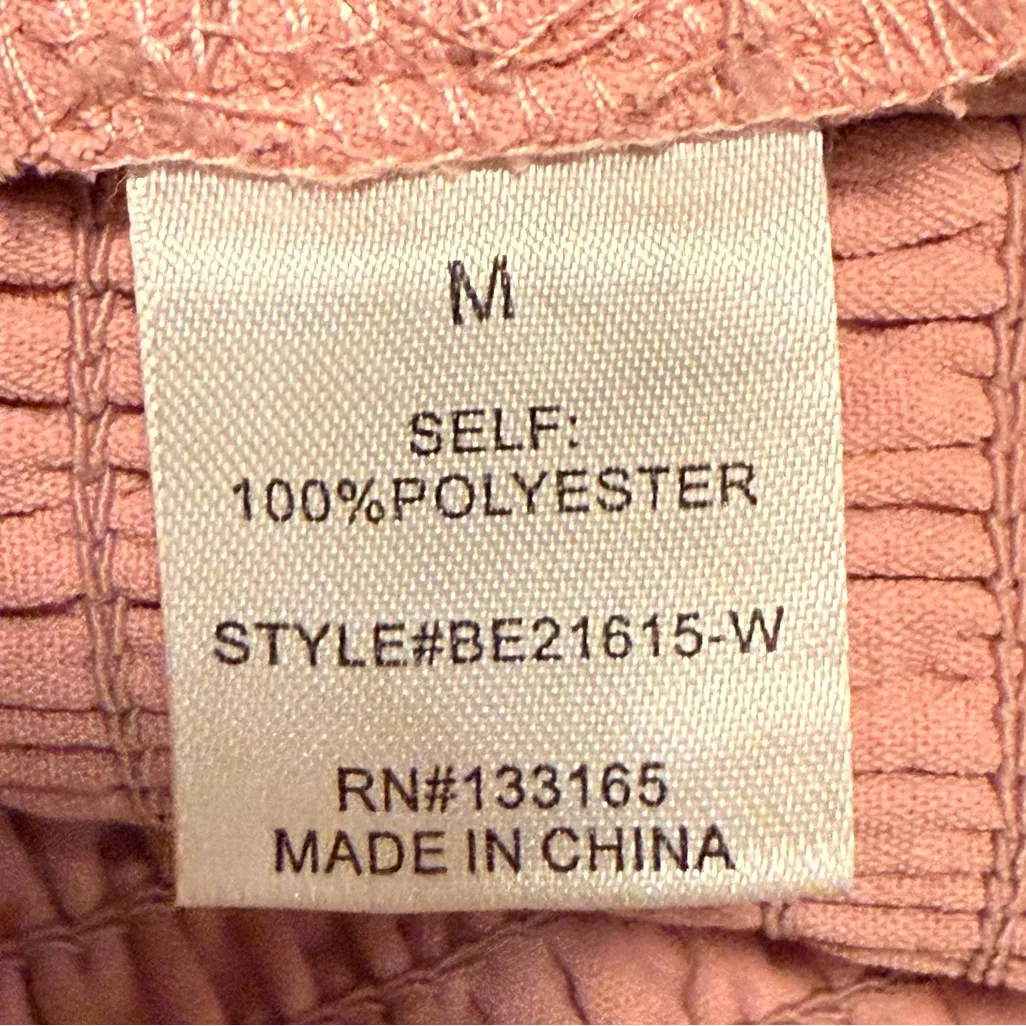 M
SELF:
100%POLYESTER
STYLE#BE21615-W
RN#133165
MADE IN CHINA